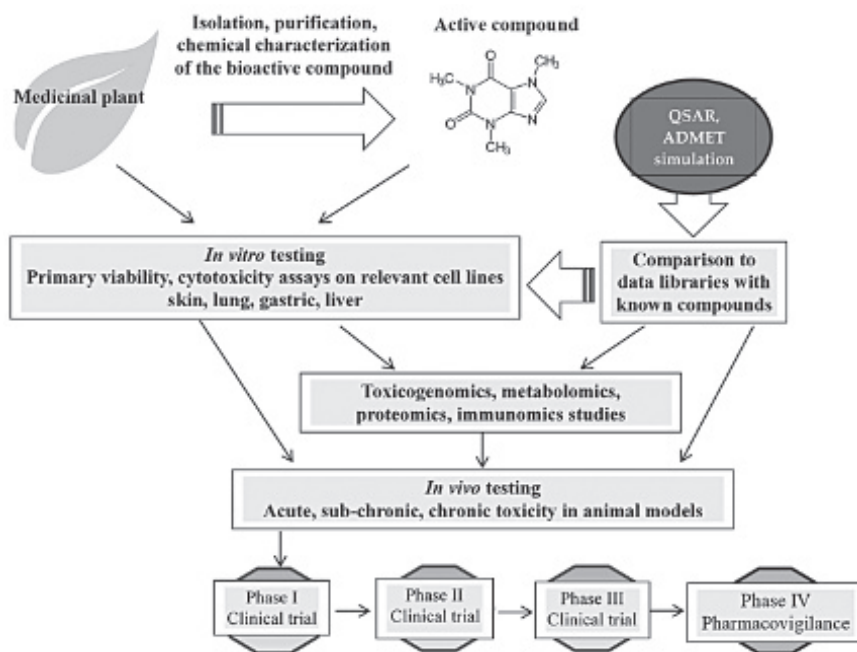 Isolation, purification,
chemical characterization
of the bioactive compound
Active compound
Medicinal plant
O
CH₃
H₃C
N
N
O
N
N
CH₃
QSAR,
ADMET
simulation
In vitro testing
Primary viability, cytotoxicity assays on relevant cell lines
skin, lung, gastric, liver
Comparison to
data libraries with
known compounds
Toxicogenomics, metabolomics,
proteomics, immunomics studies
In vivo testing
Acute, sub-chronic, chronic toxicity in animal models
Phase I
Clinical trial
Phase II
Clinical trial
Phase III
Clinical trial
Phase IV
Pharmacovigilance